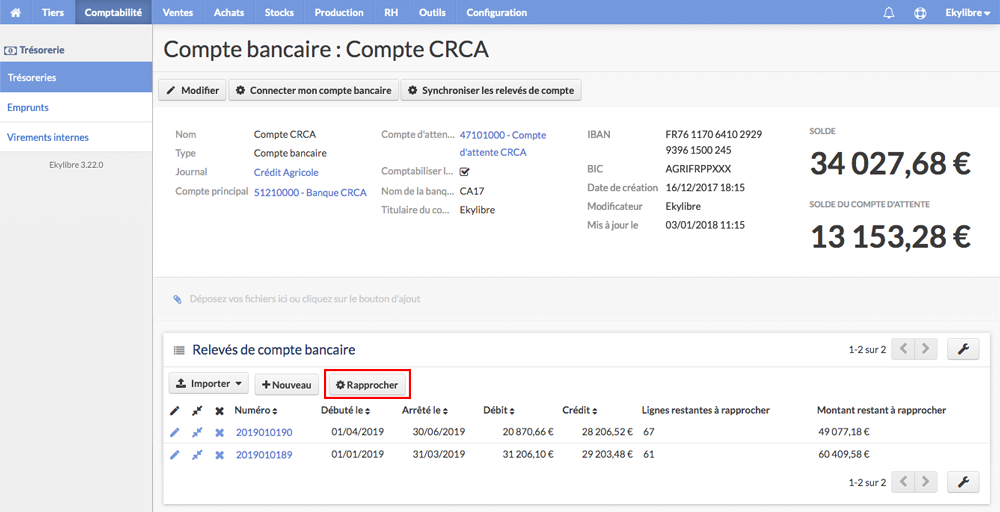 Tiers Comptabilité Ventes Achats Stocks Production RH Outils Configuration Ekylibre
Trésorerie
Trésoreries
Emprunts
Virements internes
Ekylibre 3.22.0
Compte bancaire : Compte CRCA
Modifier Connecter mon compte bancaire Synchroniser les relevés de compte
Nom Compte CRCA
Type Compte bancaire
Journal Crédit Agricole
Compte principal 51210000 - Banque CRCA
Compte d'atten... 47101000 - Compte
d'attente CRCA
Comptabiliser l...
Nom de la banq... CA17
Titulaire du co... Ekylibre
IBAN FR76 1170 6410 2929
9396 1500 245
BIC AGRIFRPPXXX
Date de création 16/12/2017 18:15
Modificateur Ekylibre
Mis à jour le 03/01/2018 11:15
SOLDE
34 027,68 €
SOLDE DU COMPTE D'ATTENTE
13 153,28 €
Déposez vos fichiers ici ou cliquez sur le bouton d'ajout
Relevés de compte bancaire 1-2 sur 2
Importer Nouveau Rapprocher
Numéro Débuté le Arrêté le Débit Crédit Lignes restantes à rapprocher Montant restant à rapprocher
2019010190 01/04/2019 30/06/2019 20 870,66 € 28 206,52 € 67 49 077,18 €
2019010189 01/01/2019 31/03/2019 31 206,10 € 29 203,48 € 61 60 409,58 €
1-2 sur 2